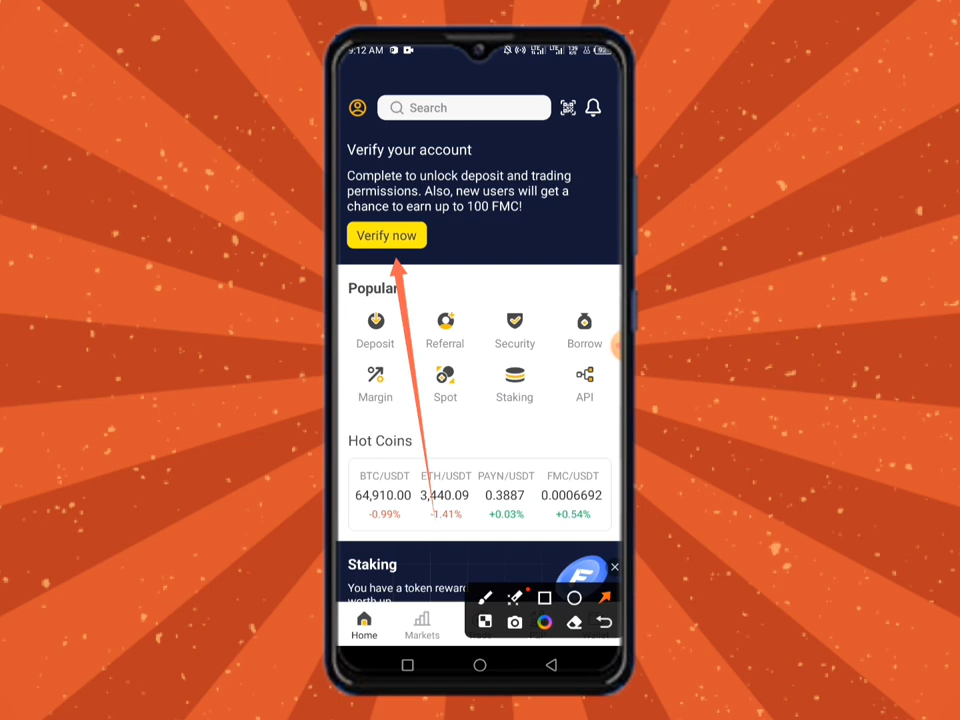 9:12 AM
Search
Verify your account
Complete to unlock deposit and trading
permissions. Also, new users will get a
chance to earn up to 100 FMC!
Verify now
Popular
Deposit Referral Security Borrow
Margin Spot Staking API
Hot Coins
BTC/USDT ETH/USDT PAYN/USDT FMC/USDT
64,910.00 3,440.09 0.3887 0.0006692
-0.99% -1.41% +0.03% +0.54%
Staking
You have a token reward
worth up
Home Markets